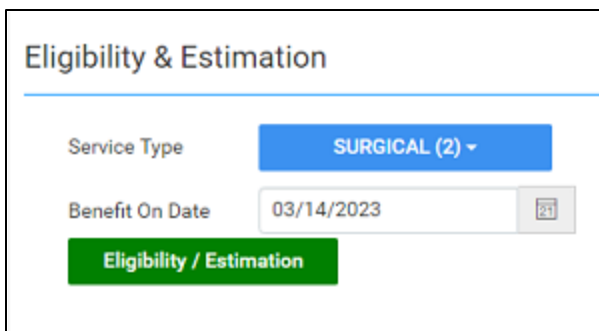 Eligibility & Estimation
Service Type
SURGICAL (2)
Benefit On Date
03/14/2023
21
Eligibility / Estimation